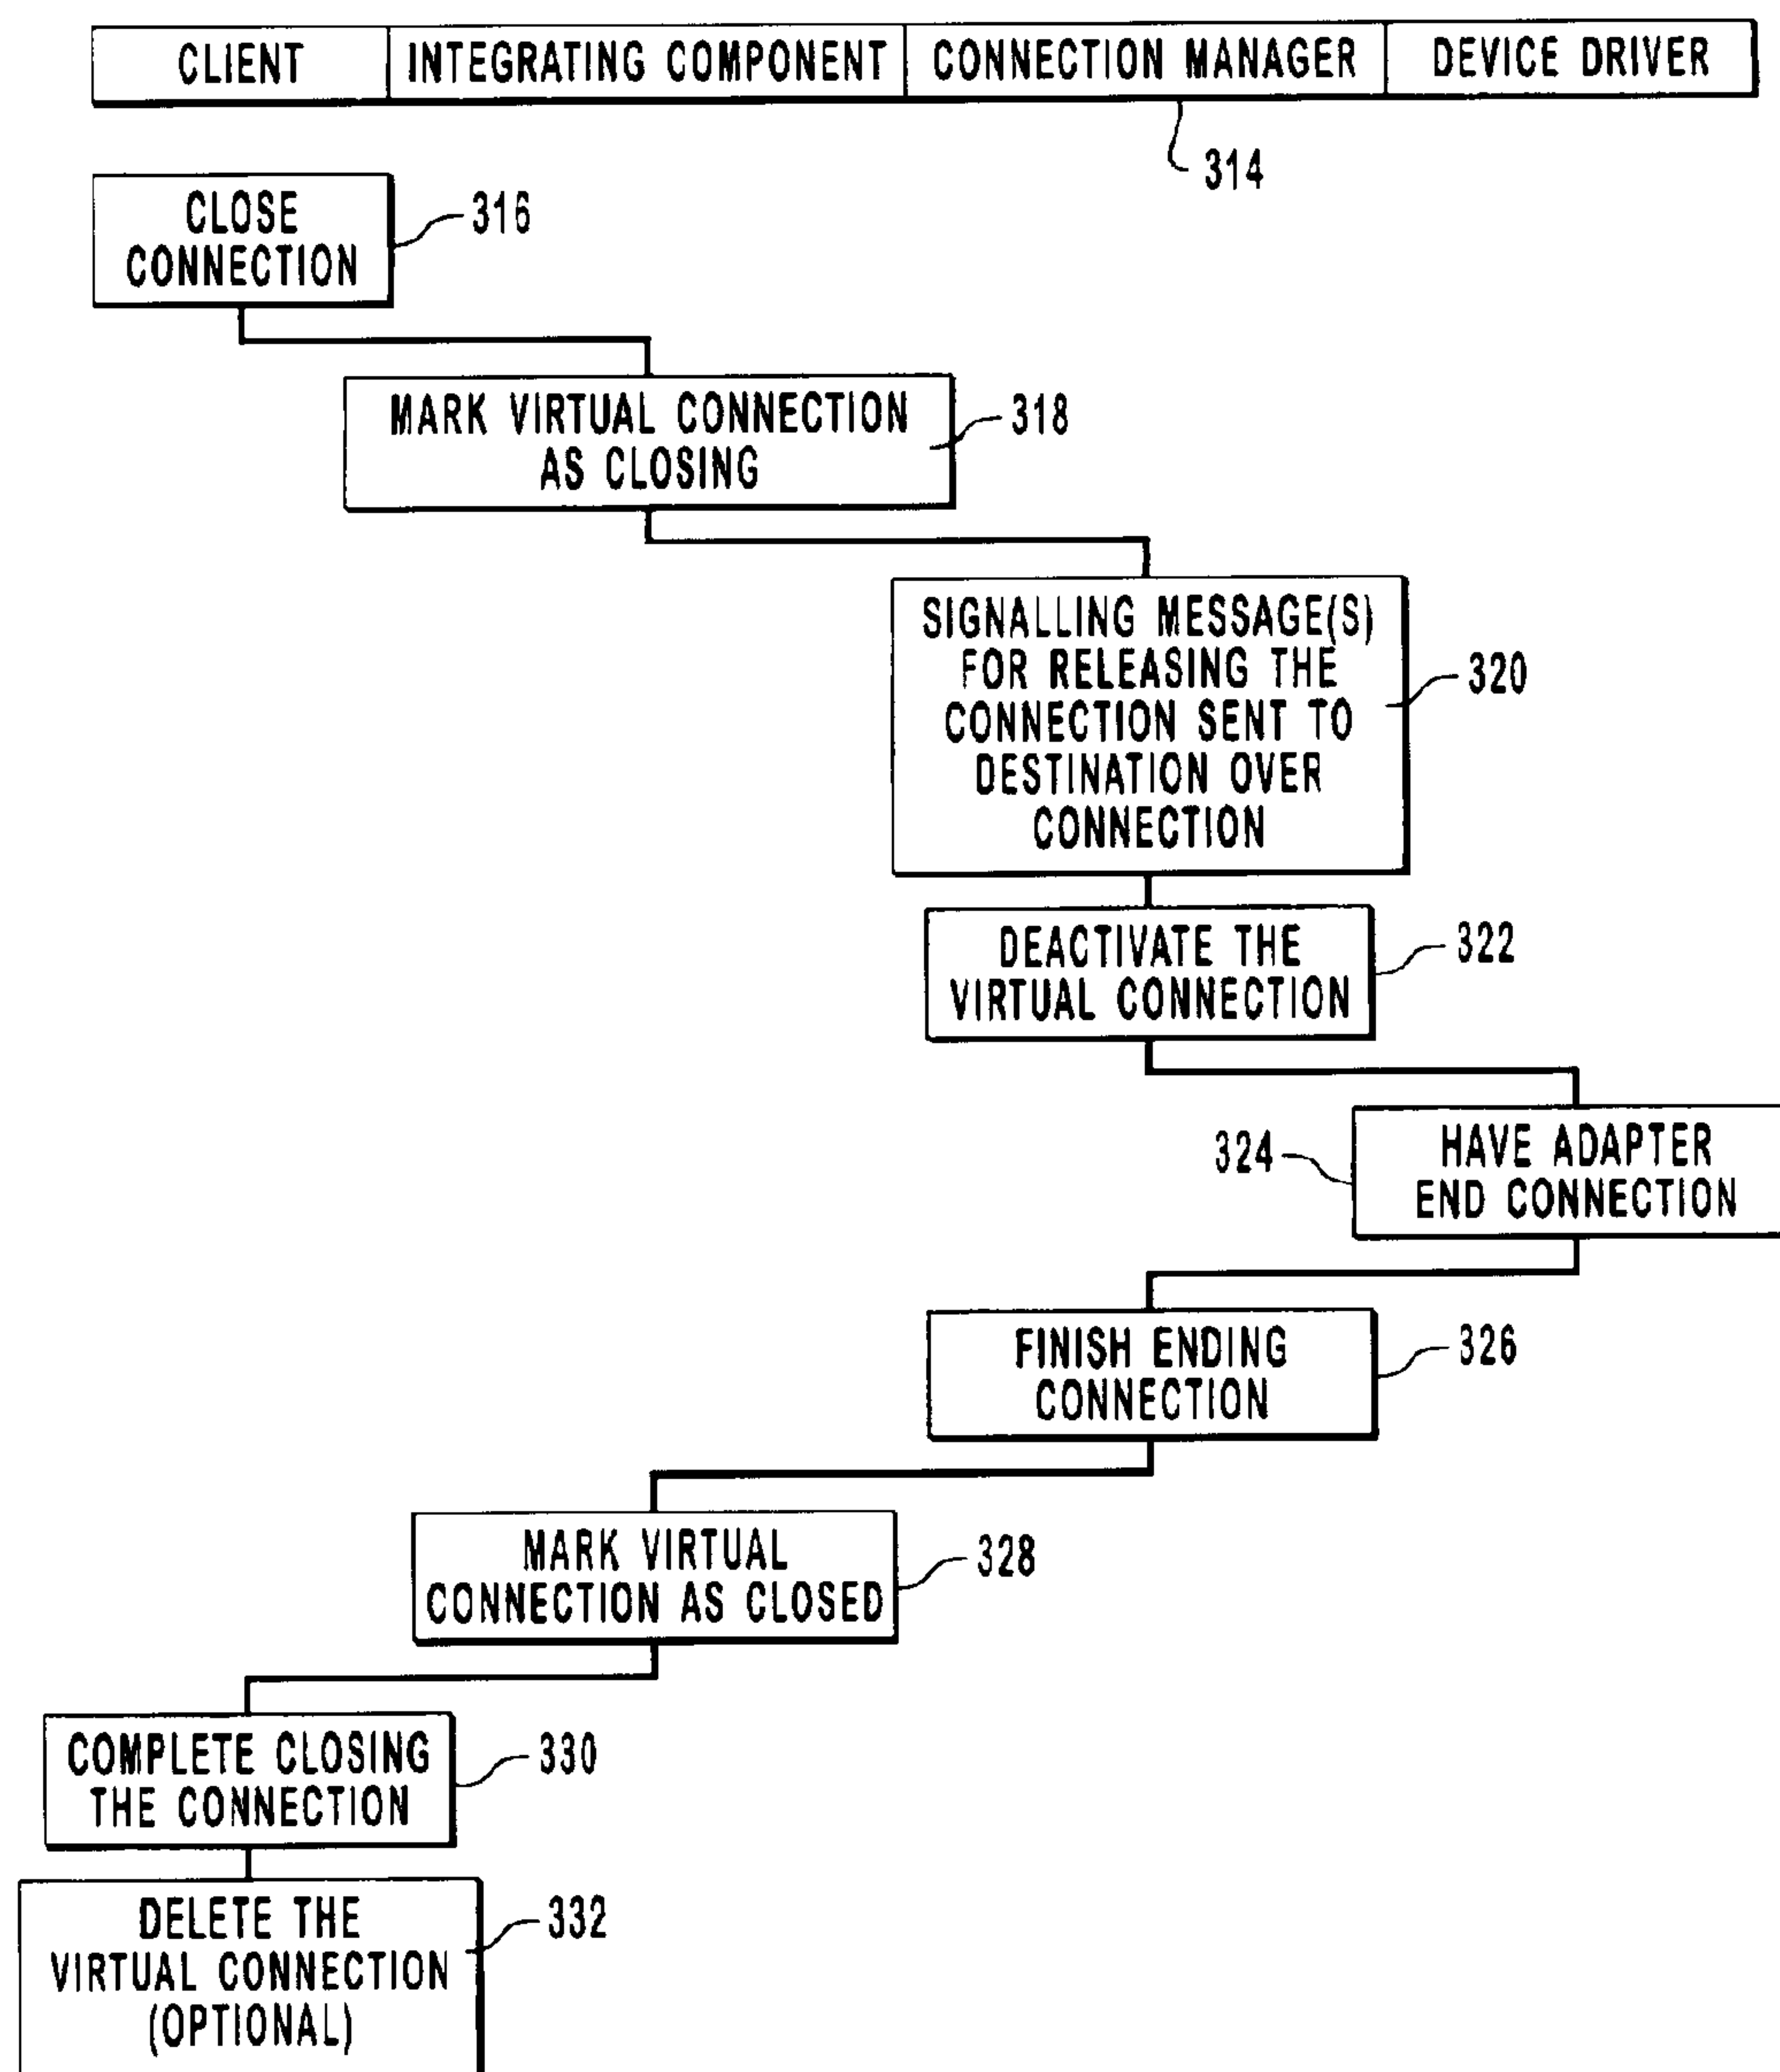 CLIENT INTEGRATING COMPONENT CONNECTION MANAGER DEVICE DRIVER
314
CLOSE
CONNECTION
316
MARK VIRTUAL CONNECTION
AS CLOSING
318
SIGNALLING MESSAGE(S)
FOR RELEASING THE
CONNECTION SENT TO
DESTINATION OVER
CONNECTION
320
DEACTIVATE THE
VIRTUAL CONNECTION
322
324
HAVE ADAPTER
END CONNECTION
FINISH ENDING
CONNECTION
326
MARK VIRTUAL
CONNECTION AS CLOSED
328
COMPLETE CLOSING
THE CONNECTION
330
DELETE THE
VIRTUAL CONNECTION
(OPTIONAL)
332